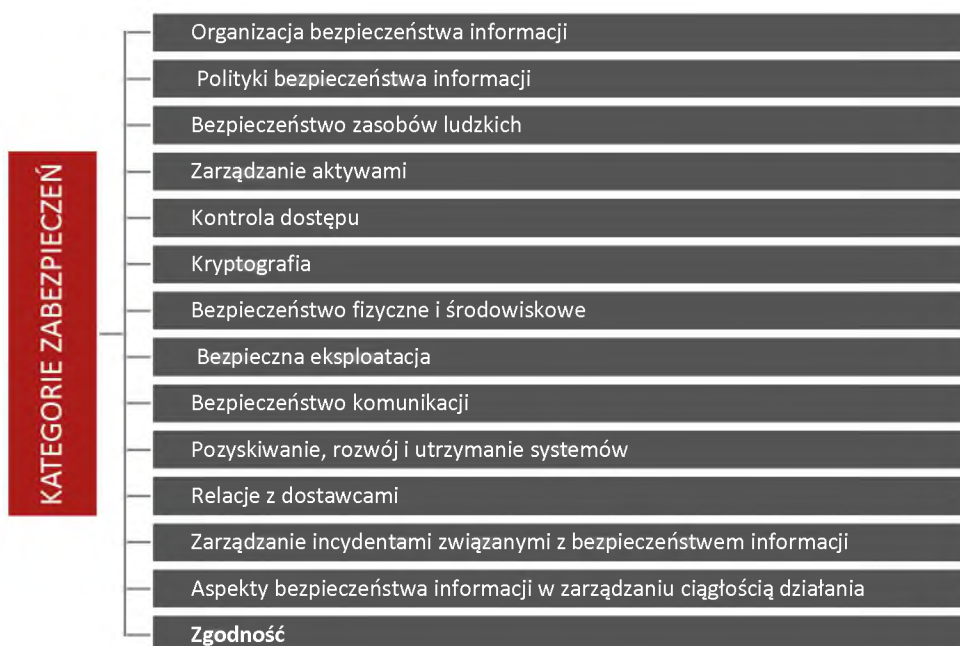 KATEGORIE ZABEZPIECZEŃ
Organizacja bezpieczeństwa informacji
Polityki bezpieczeństwa informacji
Bezpieczeństwo zasobów ludzkich
Zarządzanie aktywami
Kontrola dostępu
Kryptografia
Bezpieczeństwo fizyczne i środowiskowe
Bezpieczna eksploatacja
Bezpieczeństwo komunikacji
Pozyskiwanie, rozwój i utrzymanie systemów
Relacje z dostawcami
Zarządzanie incydentami związanymi z bezpieczeństwem informacji
Aspekty bezpieczeństwa informacji w zarządzaniu ciągłością działania
Zgodność